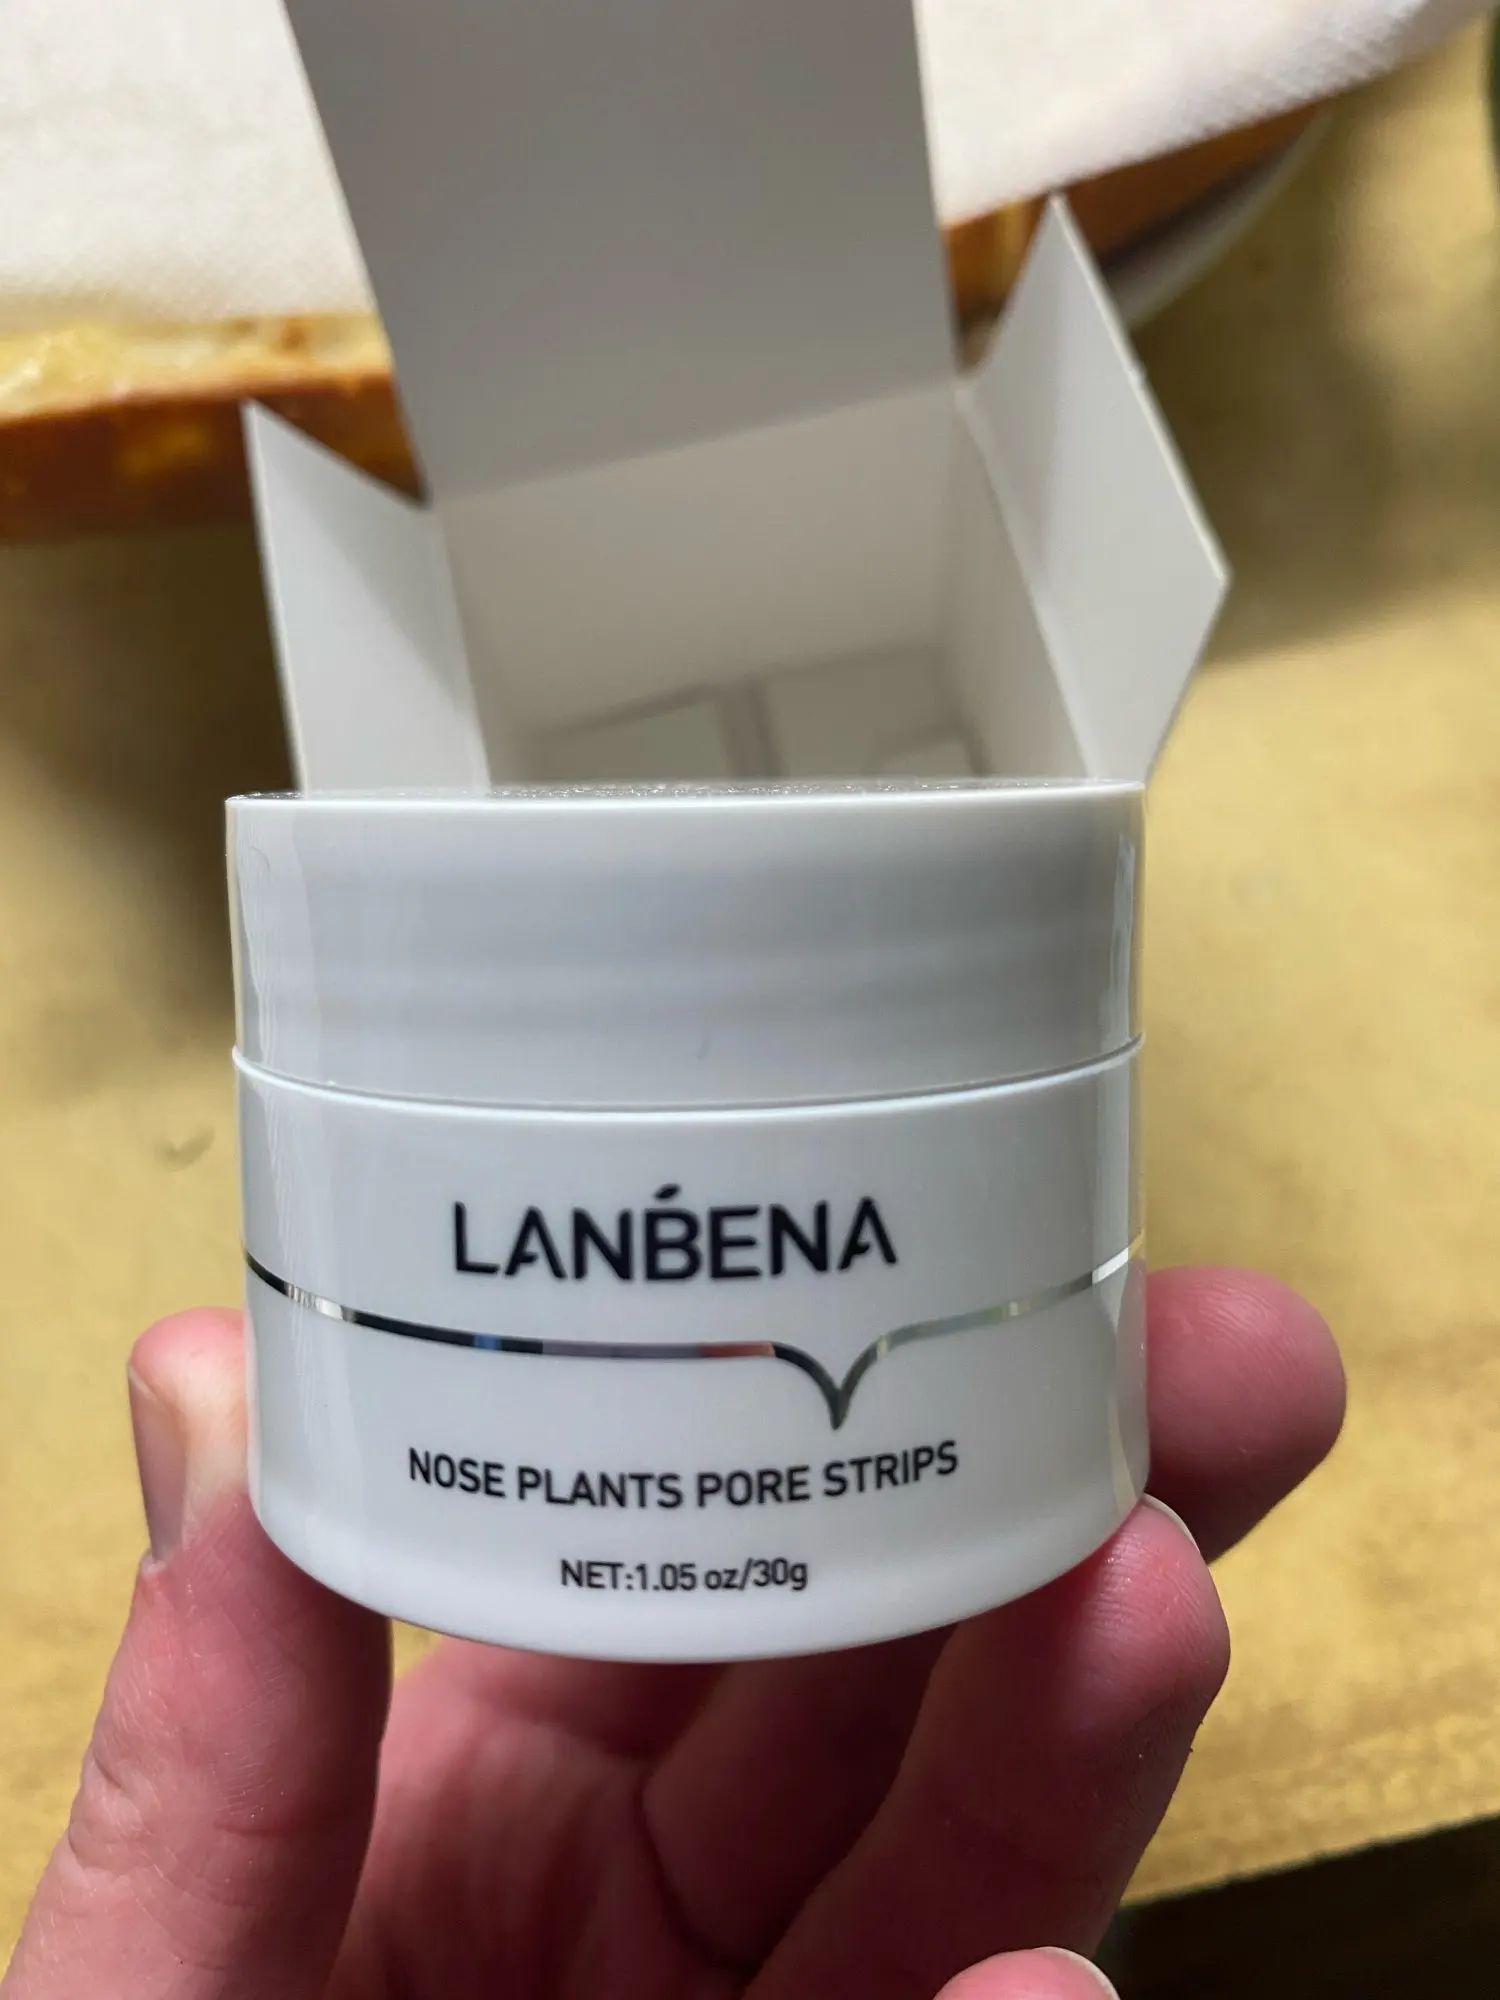 LANBENA
NOSE PLANTS PORE STRIPS
NET:1.05 oz/30g